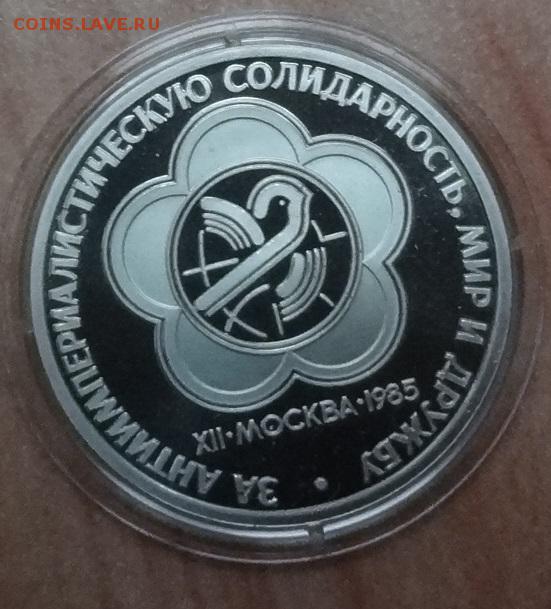 COINS.LAVE.RU
ЗА АНТИИМПЕРИАЛИСТИЧЕСКУЮ СОЛИДАРНОСТЬ, МИР И ДРУЖБУ •
XII·МОСКВА·1985